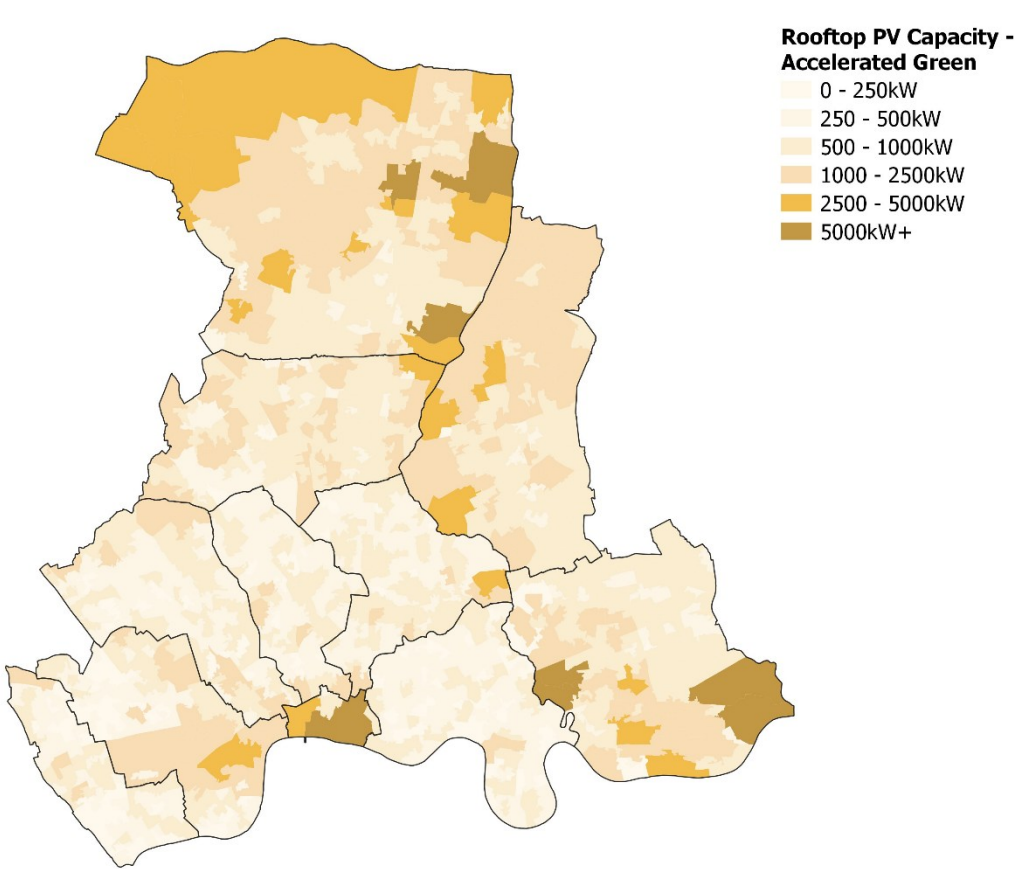 Rooftop PV Capacity -
Accelerated Green
0 - 250kW
250 - 500kW
500 - 1000kW
1000 - 2500kW
2500 - 5000kW
5000kW+